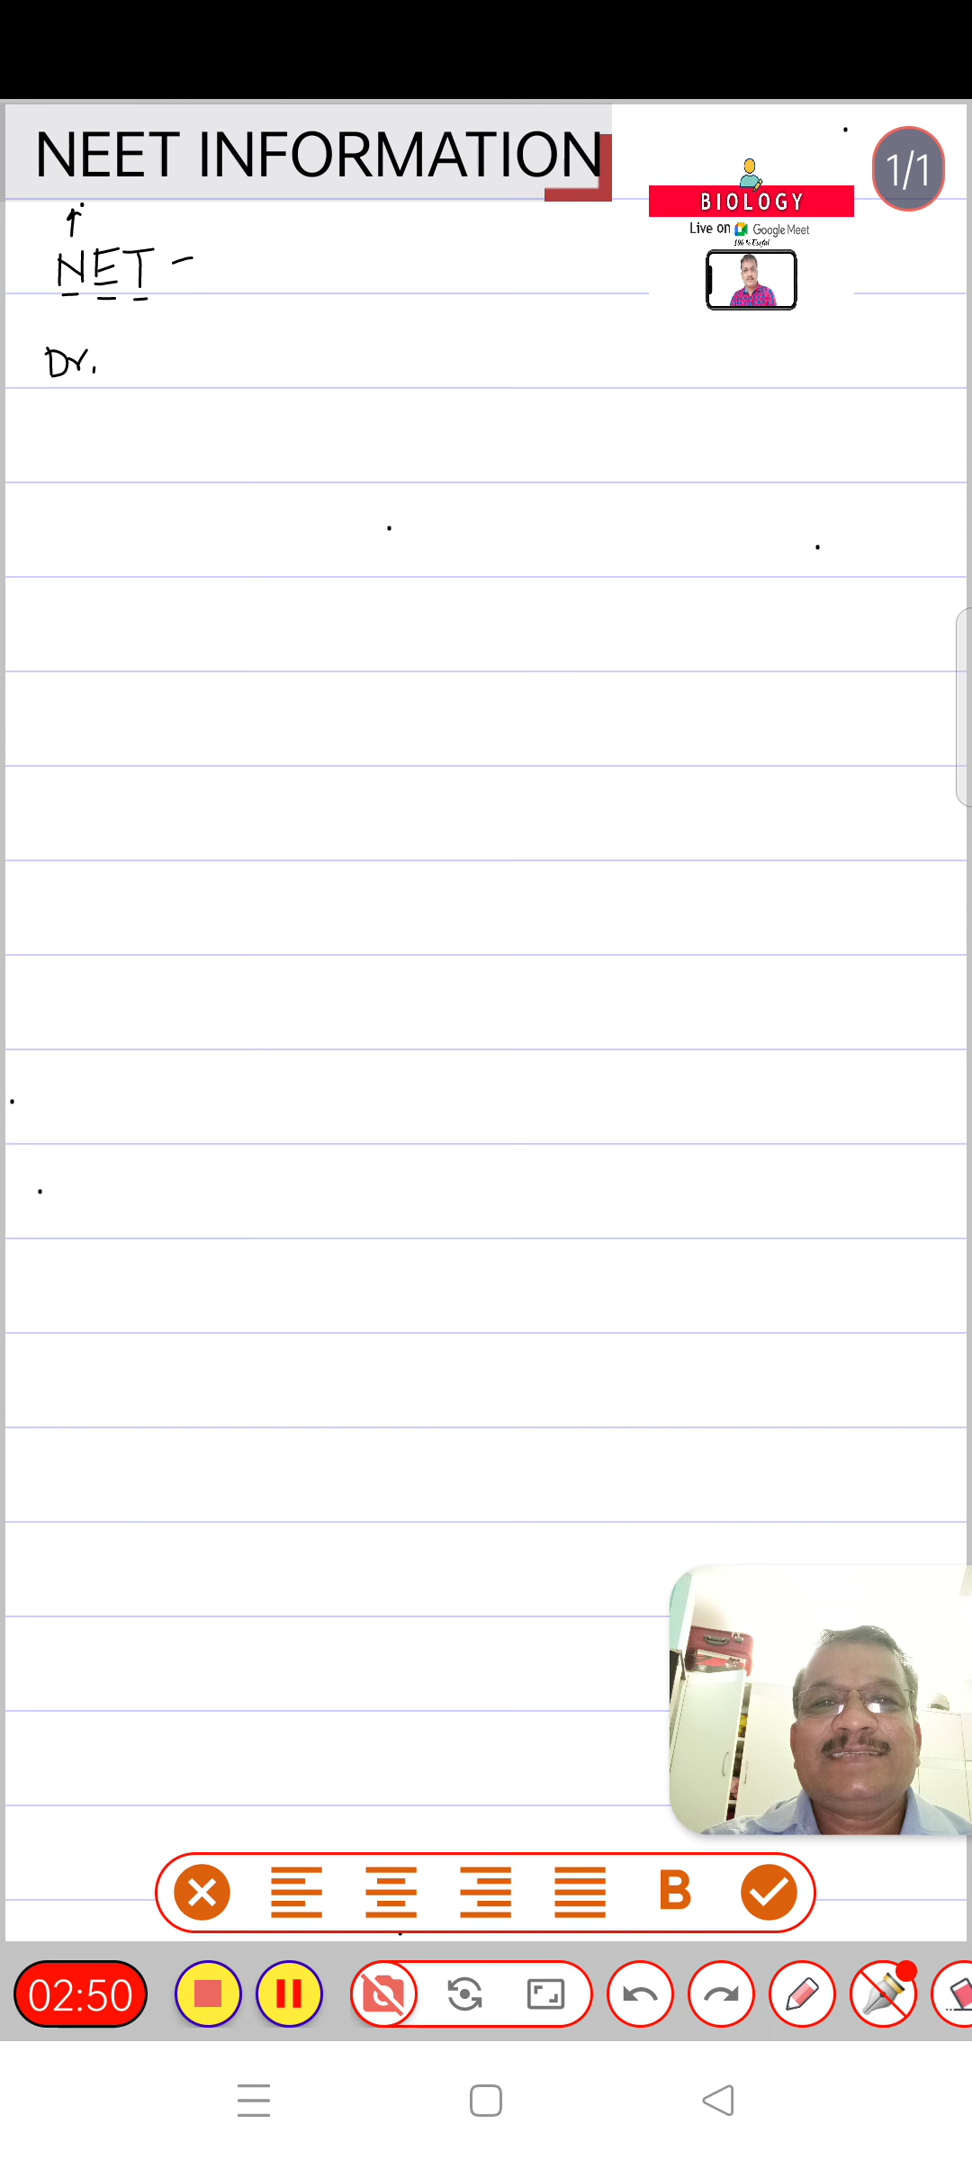 NEET INFORMATION
1/1
BIOLOGY
Live on Google Meet
NET -
Dr.
B
02:50